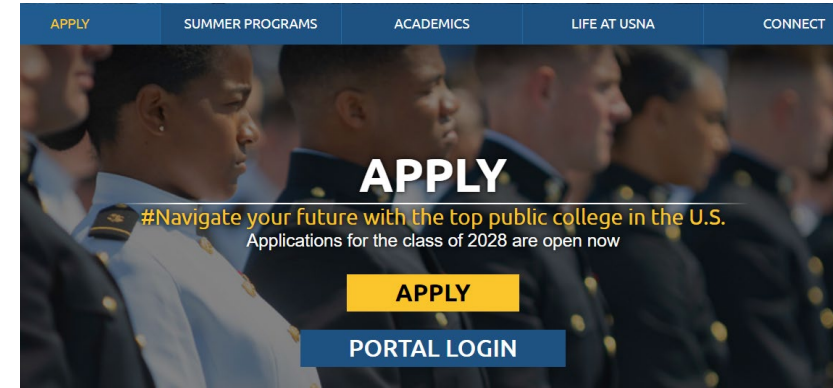 APPLY SUMMER PROGRAMS ACADEMICS LIFE AT USNA CONNECT
APPLY
#Navigate your future with the top public college in the U.S.
Applications for the class of 2028 are open now
APPLY
PORTAL LOGIN